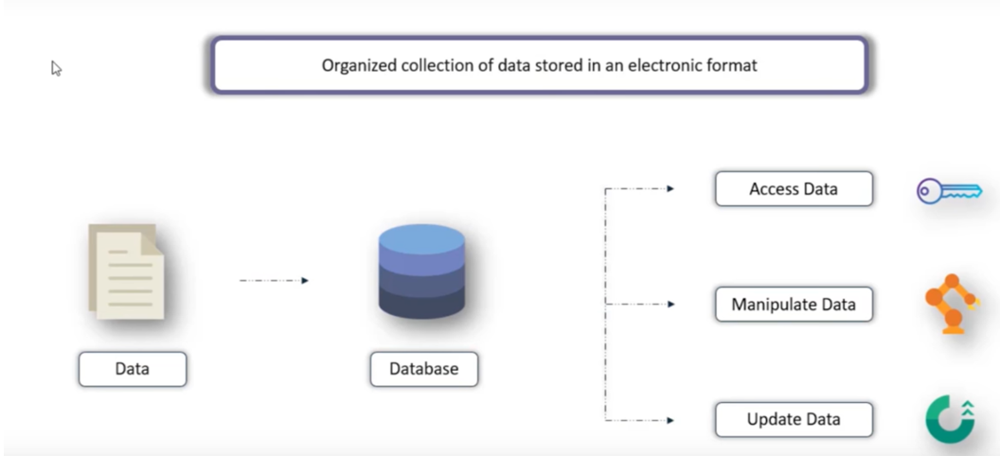 Organized collection of data stored in an electronic format
Access Data
Manipulate Data
Data
Database
Update Data